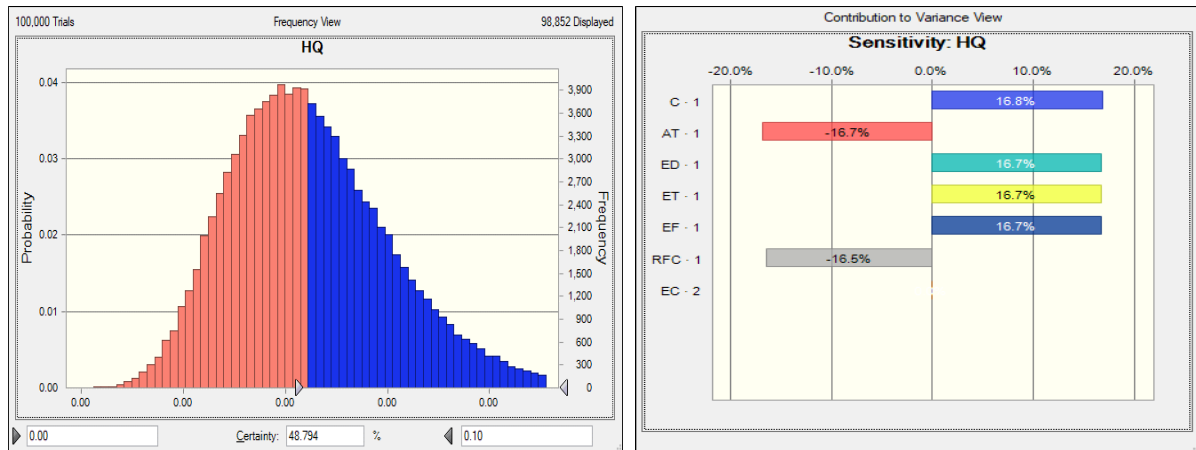 100,000 Trials Frequency View 98,852 Displayed
HQ
0.04
0.03
0.02
0.01
0.00
Probability
3,900
3,600
3,300
3,000
2,700
2,400
2,100
1,800
1,500
1,200
900
600
300
0
Frequency
0.00 0.00 0.00 0.00 0.00
0.00 Certainty: 48.794 % 0.10
Contribution to Variance View
Sensitivity: HQ
-20.0% -10.0% 0.0% 10.0% 20.0%
C - 1 16.8%
AT - 1 -16.7%
ED - 1 16.7%
ET - 1 16.7%
EF - 1 16.7%
RFC - 1 -16.5%
EC - 2